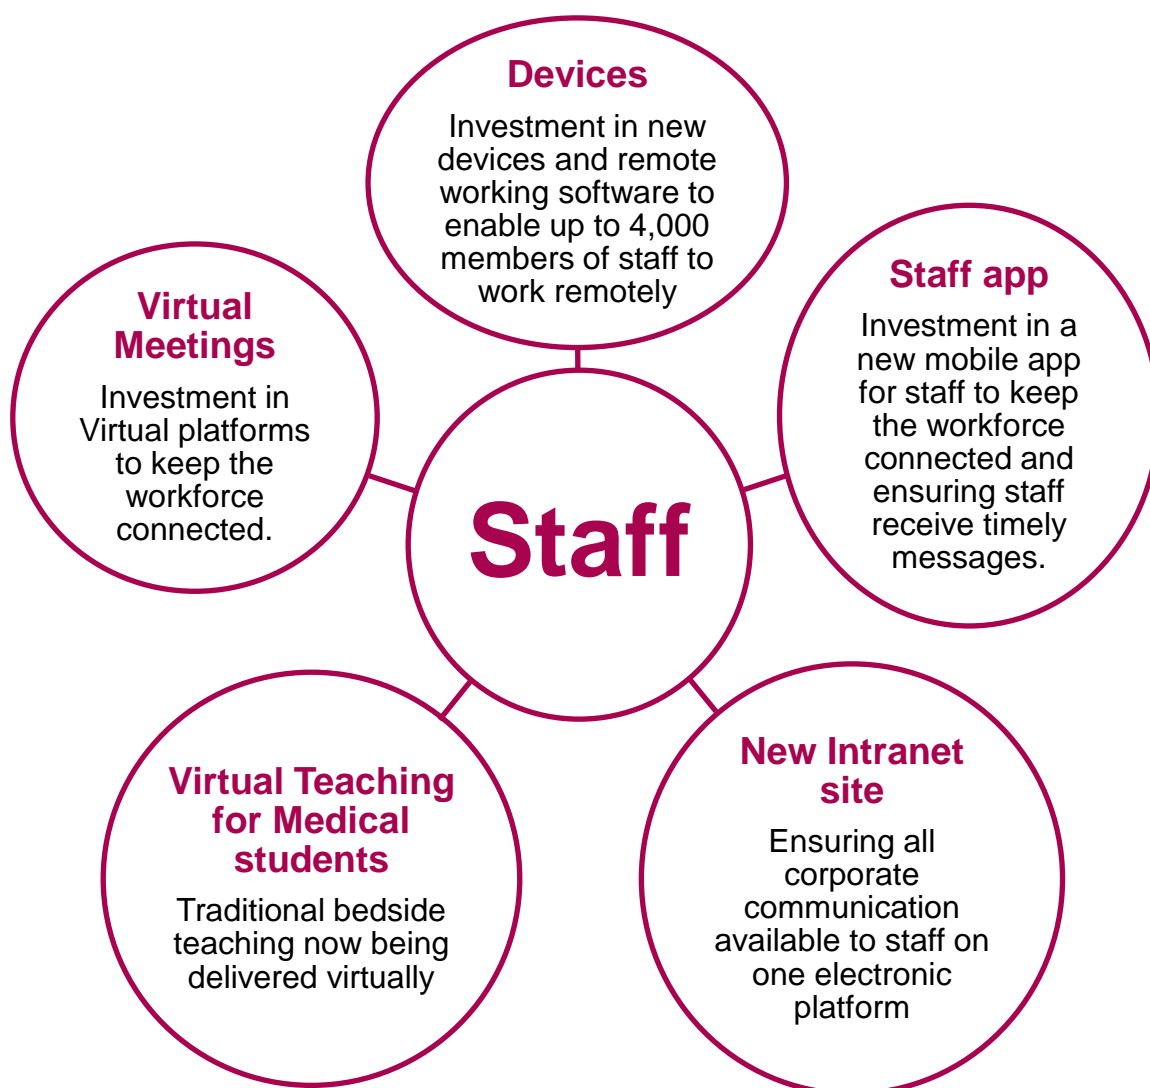 Devices
Investment in new
devices and remote
working software to
enable up to 4,000
members of staff to
work remotely
Staff app
Investment in a
new mobile app
for staff to keep
the workforce
connected and
ensuring staff
receive timely
messages.
New Intranet
site
Ensuring all
corporate
communication
available to staff on
one electronic
platform
Virtual Teaching
for Medical
students
Traditional bedside
teaching now being
delivered virtually
Virtual
Meetings
Investment in
Virtual platforms
to keep the
workforce
connected.
Staff